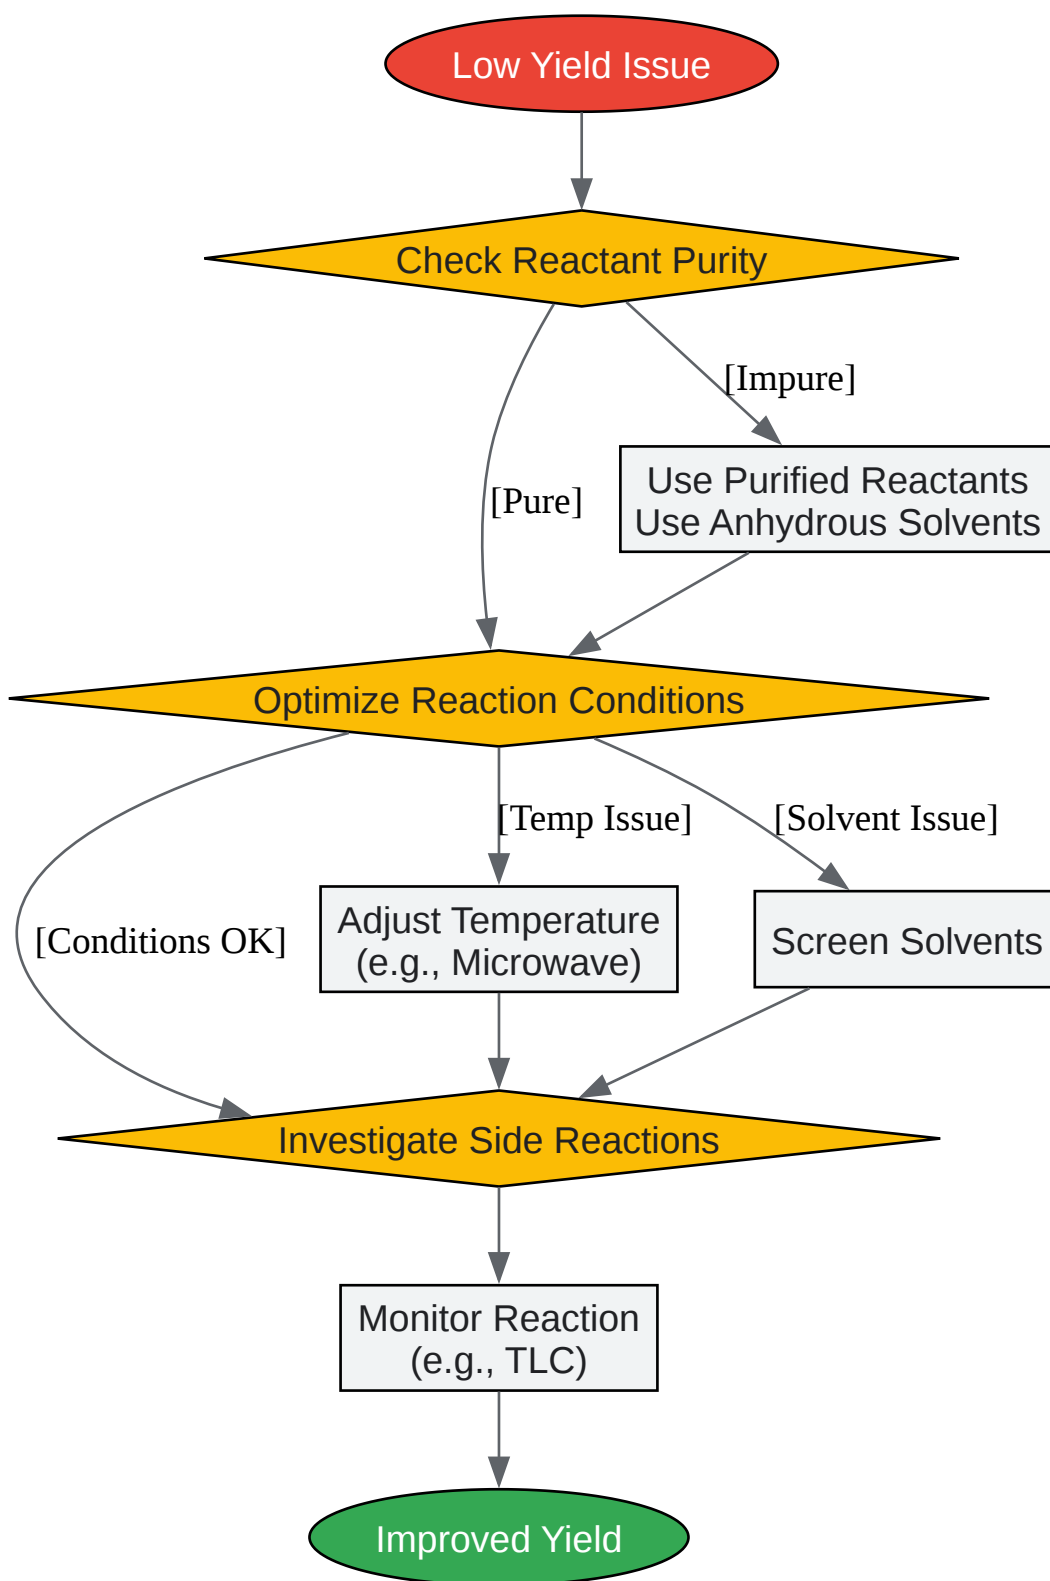 Low Yield Issue
Check Reactant Purity
[Impure]
Use Purified Reactants
Use Anhydrous Solvents
[Pure]
Optimize Reaction Conditions
[Temp Issue]
[Solvent Issue]
[Conditions OK]
Adjust Temperature
(e.g., Microwave)
Screen Solvents
Investigate Side Reactions
Monitor Reaction
(e.g., TLC)
Improved Yield